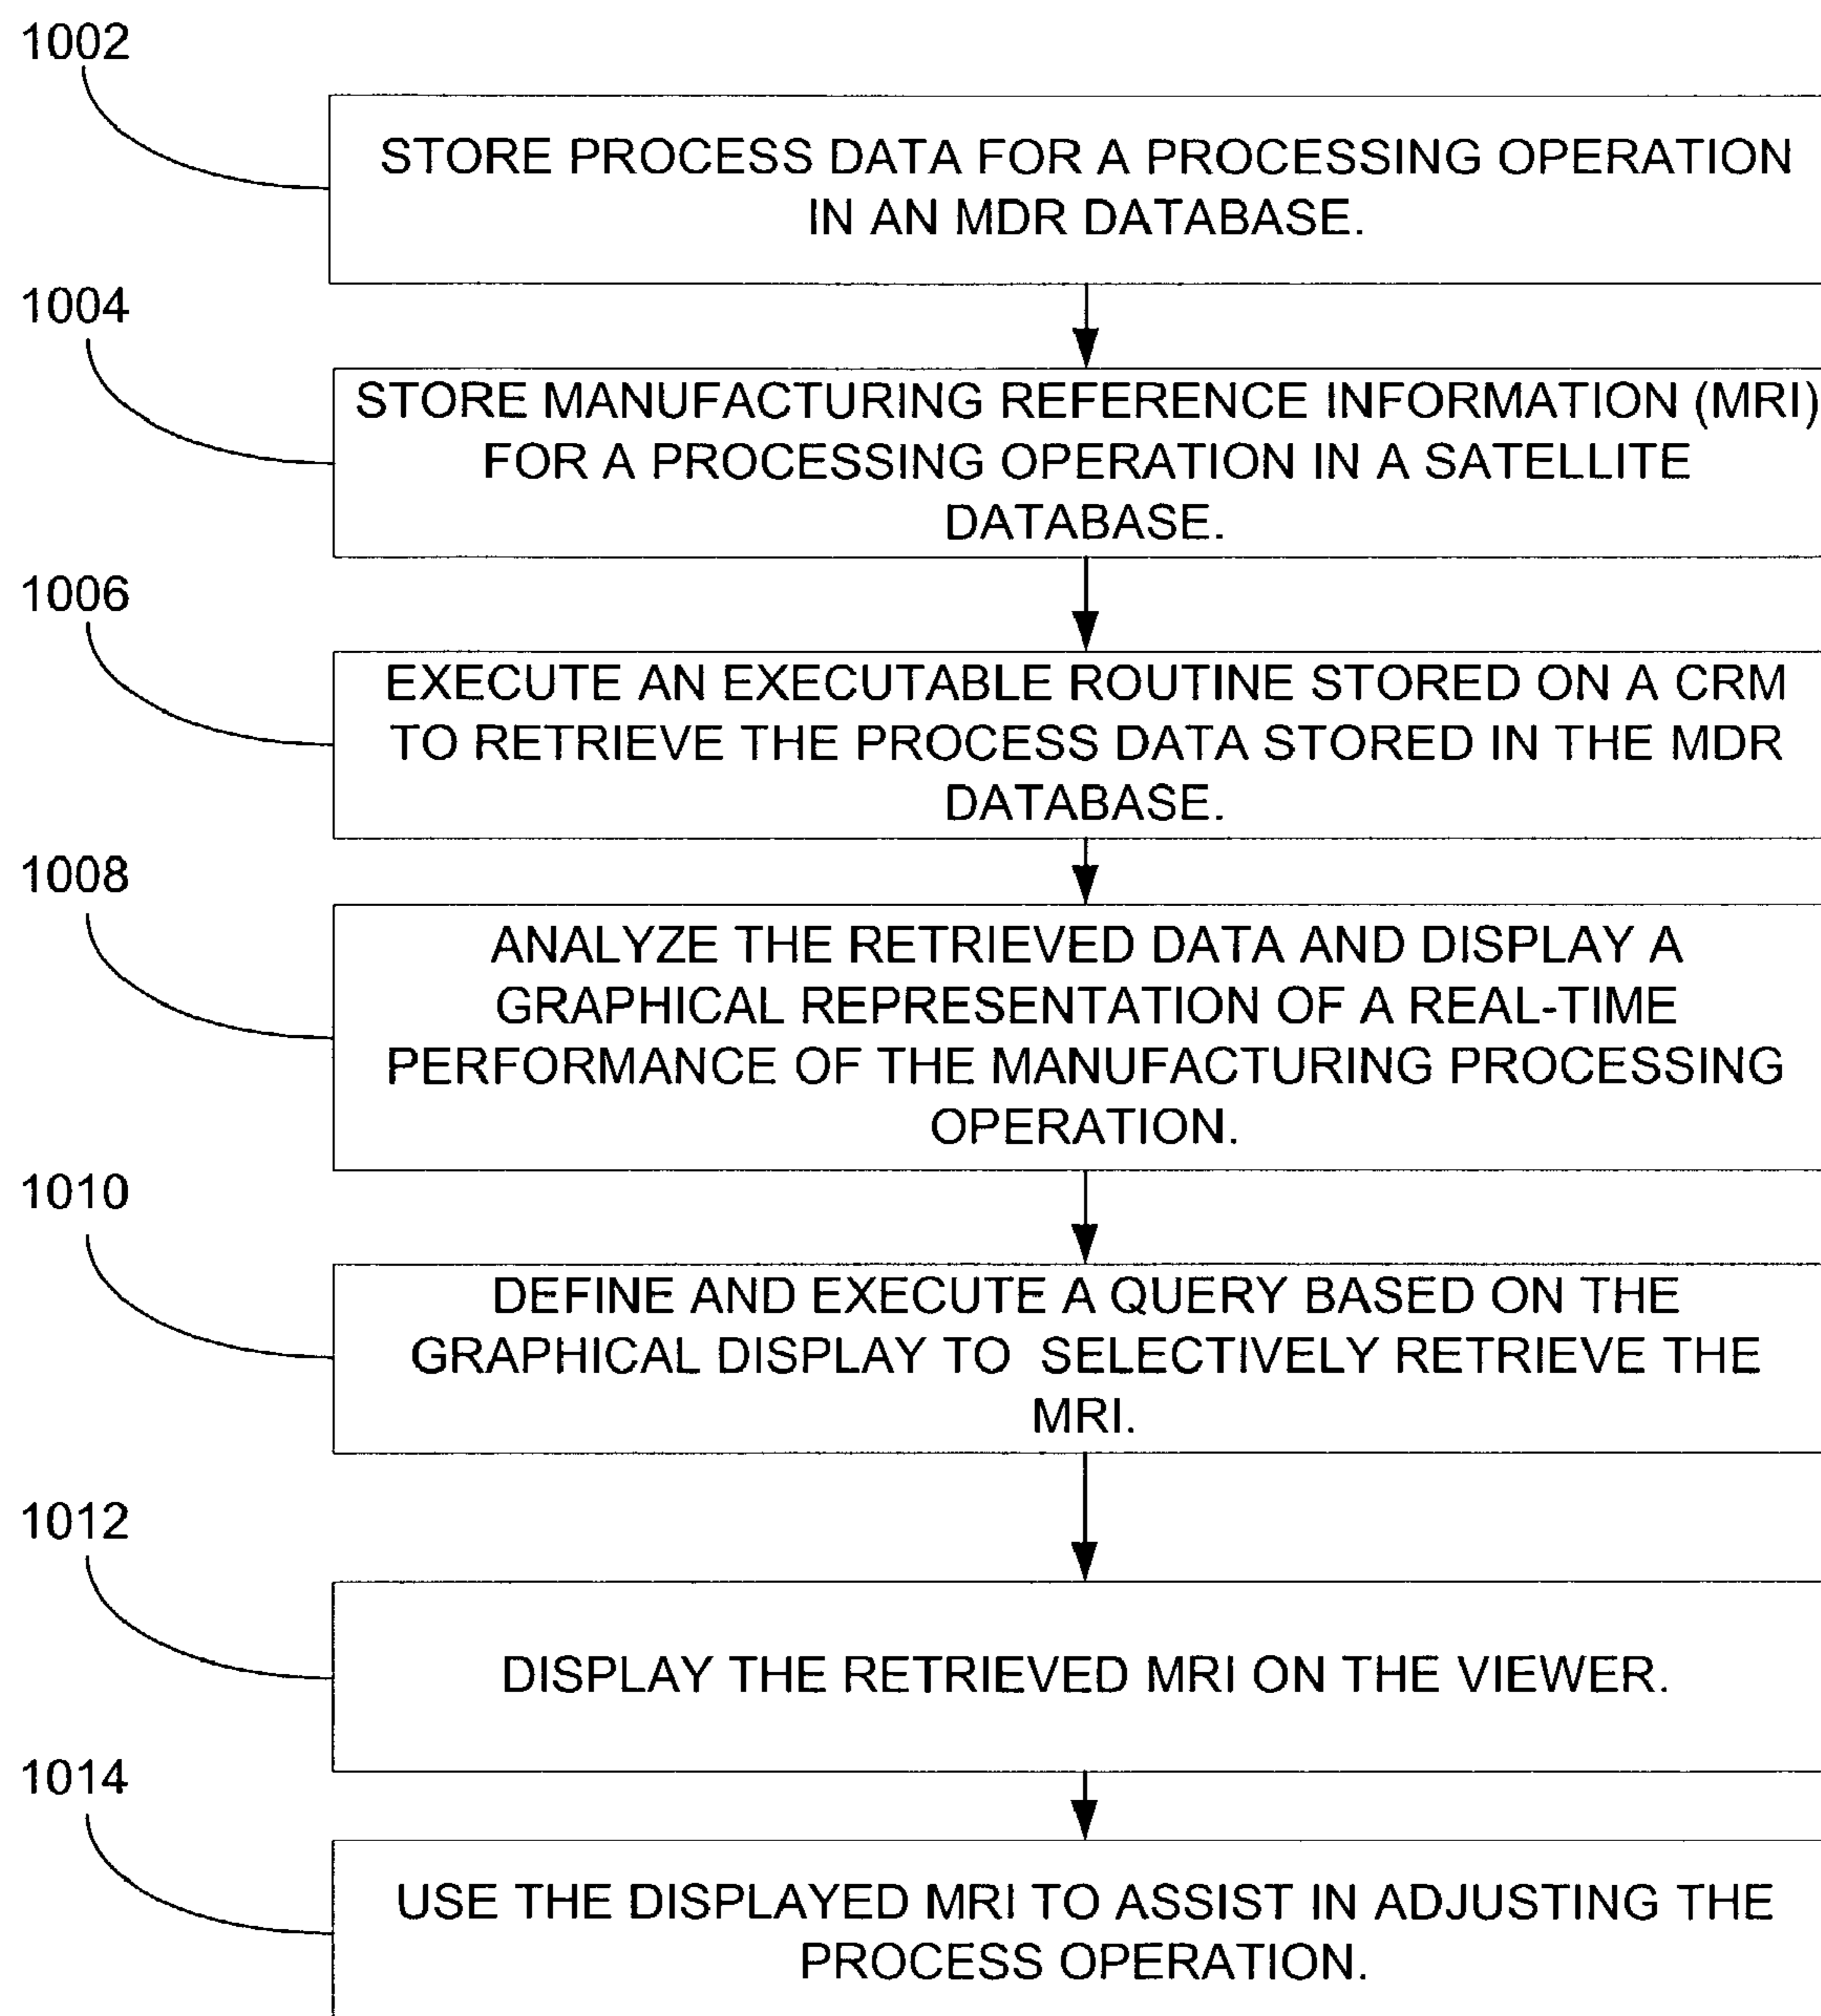 1002
STORE PROCESS DATA FOR A PROCESSING OPERATION
IN AN MDR DATABASE.
1004
STORE MANUFACTURING REFERENCE INFORMATION (MRI)
FOR A PROCESSING OPERATION IN A SATELLITE
DATABASE.
1006
EXECUTE AN EXECUTABLE ROUTINE STORED ON A CRM
TO RETRIEVE THE PROCESS DATA STORED IN THE MDR
DATABASE.
1008
ANALYZE THE RETRIEVED DATA AND DISPLAY A
GRAPHICAL REPRESENTATION OF A REAL-TIME
PERFORMANCE OF THE MANUFACTURING PROCESSING
OPERATION.
1010
DEFINE AND EXECUTE A QUERY BASED ON THE
GRAPHICAL DISPLAY TO SELECTIVELY RETRIEVE THE
MRI.
1012
DISPLAY THE RETRIEVED MRI ON THE VIEWER.
1014
USE THE DISPLAYED MRI TO ASSIST IN ADJUSTING THE
PROCESS OPERATION.